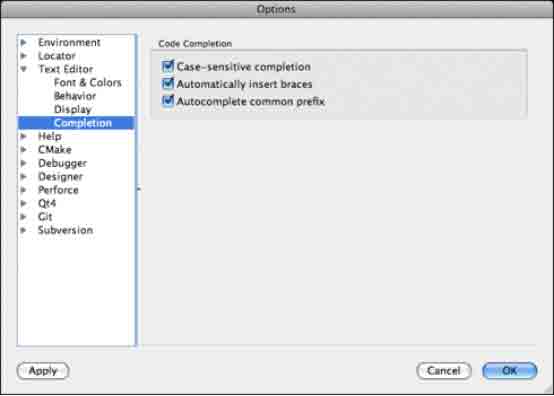 Options
Environment
Locator
Text Editor
Font & Colors
Behavior
Display
Completion
Help
CMake
Debugger
Designer
Perforce
Qt4
Git
Subversion
Code Completion
Case-sensitive completion
Automatically insert braces
Autocomplete common prefix
Apply
Cancel
OK